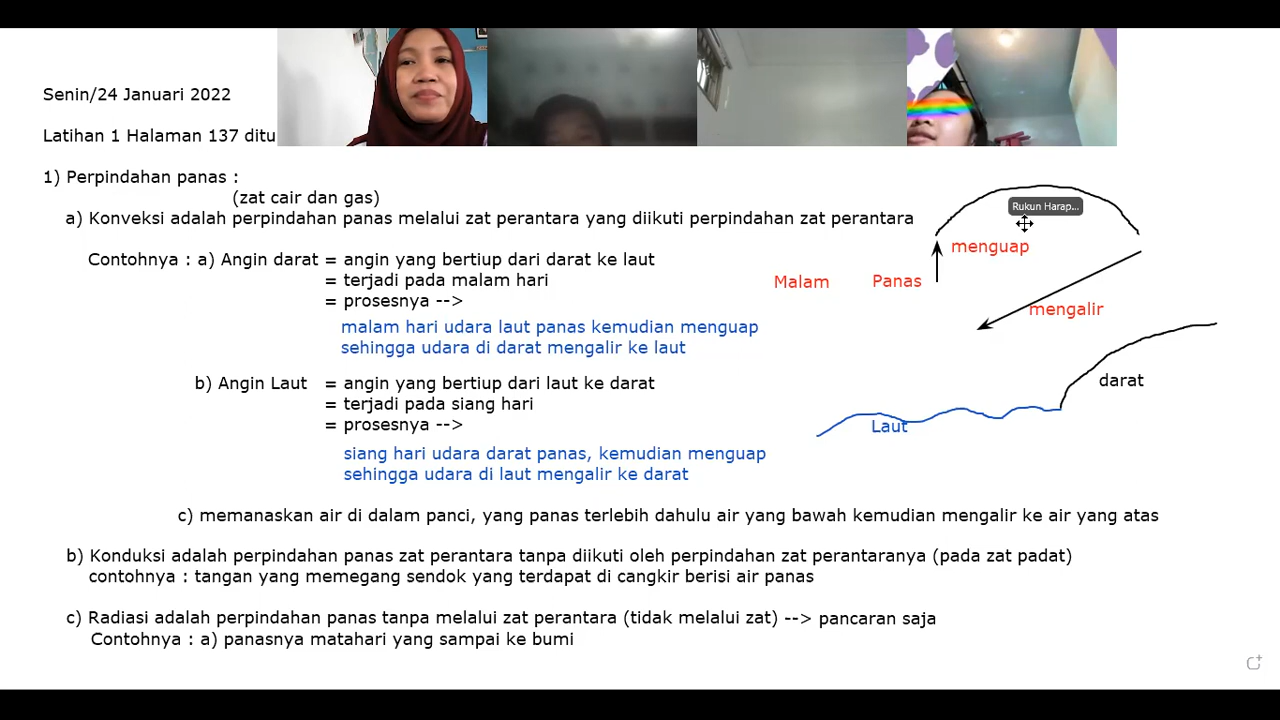 Senin/24 Januari 2022
Latihan 1 Halaman 137 ditu
1) Perpindahan panas :
(zat cair dan gas)
a) Konveksi adalah perpindahan panas melalui zat perantara yang diikuti perpindahan zat perantara
Rukun Harap...
menguap
Contohnya : a) Angin darat = angin yang bertiup dari darat ke laut
= terjadi pada malam hari
Malam Panas
= prosesnya -->
mengalir
malam hari udara laut panas kemudian menguap
sehingga udara di darat mengalir ke laut
b) Angin Laut = angin yang bertiup dari laut ke darat
darat
= terjadi pada siang hari
= prosesnya -->
Laut
siang hari udara darat panas, kemudian menguap
sehingga udara di laut mengalir ke darat
c) memanaskan air di dalam panci, yang panas terlebih dahulu air yang bawah kemudian mengalir ke air yang atas
b) Konduksi adalah perpindahan panas zat perantara tanpa diikuti oleh perpindahan zat perantaranya (pada zat padat)
contohnya : tangan yang memegang sendok yang terdapat di cangkir berisi air panas
c) Radiasi adalah perpindahan panas tanpa melalui zat perantara (tidak melalui zat) --> pancaran saja
Contohnya : a) panasnya matahari yang sampai ke bumi